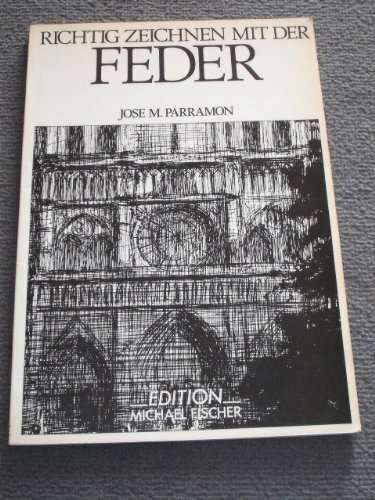 RICHTIG ZEICHNEN MIT DER
FEDER
JOSE M. PARRAMON
EDITION
MICHAEL FISCHER